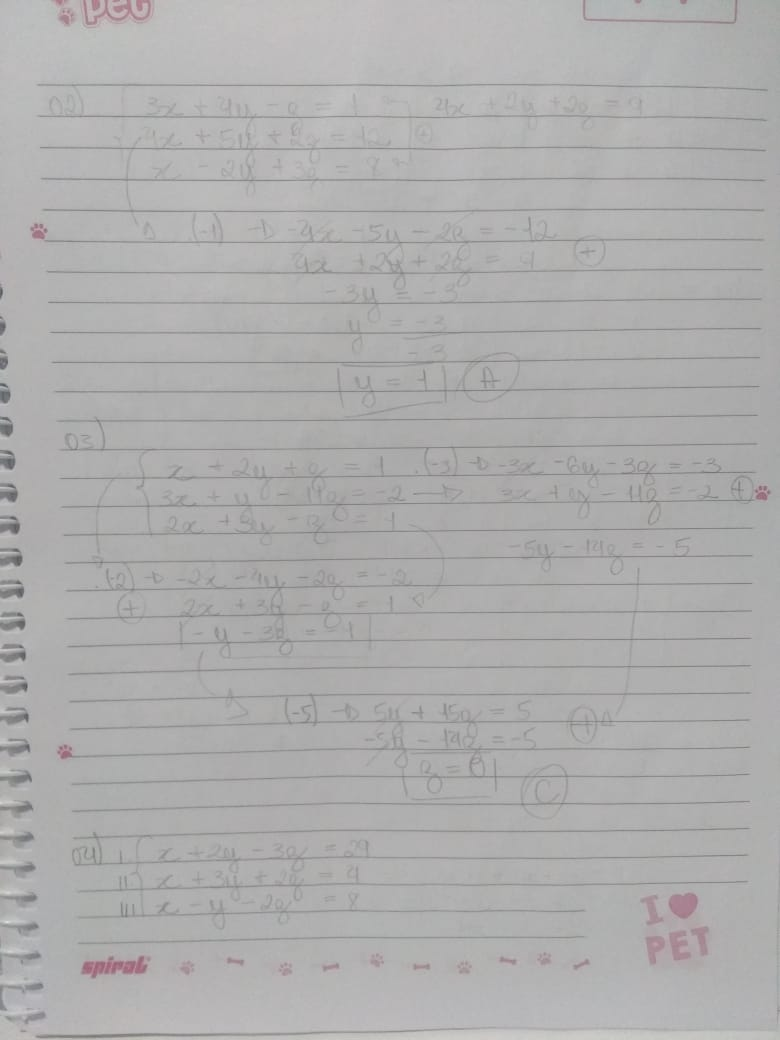 pet
02) 3x + 4y - z = 1 4x + 2y + 2z = 9
4x + 5y + 2z = 12 +
x - 2y + 3z = 8
(-1) → -4x - 5y - 2z = -12
4x + 2y + 2z = 9 +
-3y = -3
y = -3
-3
y = 1 A
03)
x + 2y + z = 1 .(-3) → -3x - 6y - 3z = -3
3x + y - 11z = -2 → 3x + y - 11z = -2 +
2x + 3y - z = 1
-5y - 14z = -5
.(-2) → -2x - 4y - 2z = -2
+ 2x + 3y - z = 1
-y - 3z = -1
(-5) → 5y + 15z = 5
-5y - 14z = -5 +
z = 0 C
04) I x + 2y - 3z = 29
II x + 3y + 2z = 9
III x - y - 2z = 8
I ♥
PET
spiral